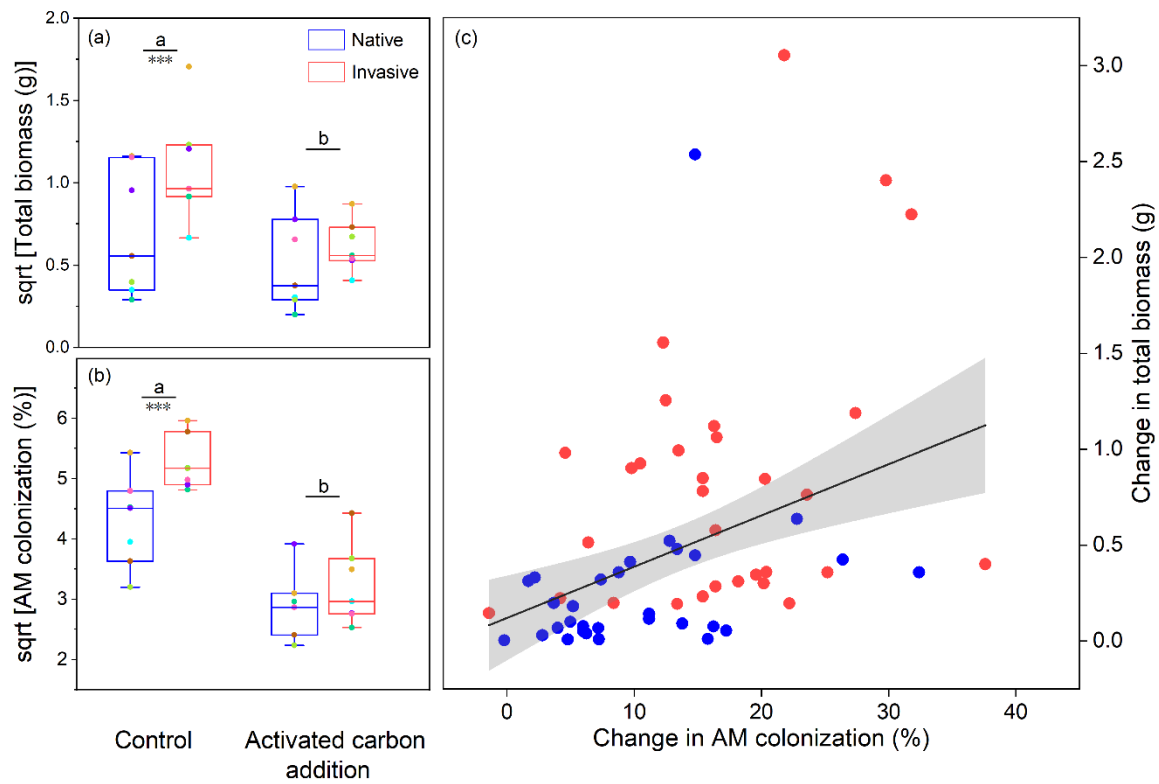 (a)
sqrt [Total biomass (g)]
2.0
1.5
1.0
0.5
0.0
a
***
b
Native
Invasive
(b)
sqrt [AM colonization (%)]
6
5
4
3
2
a
***
b
Control
Activated carbon
addition
(c)
3.0
2.5
2.0
1.5
1.0
0.5
0.0
Change in total biomass (g)
0
10
20
30
40
Change in AM colonization (%)